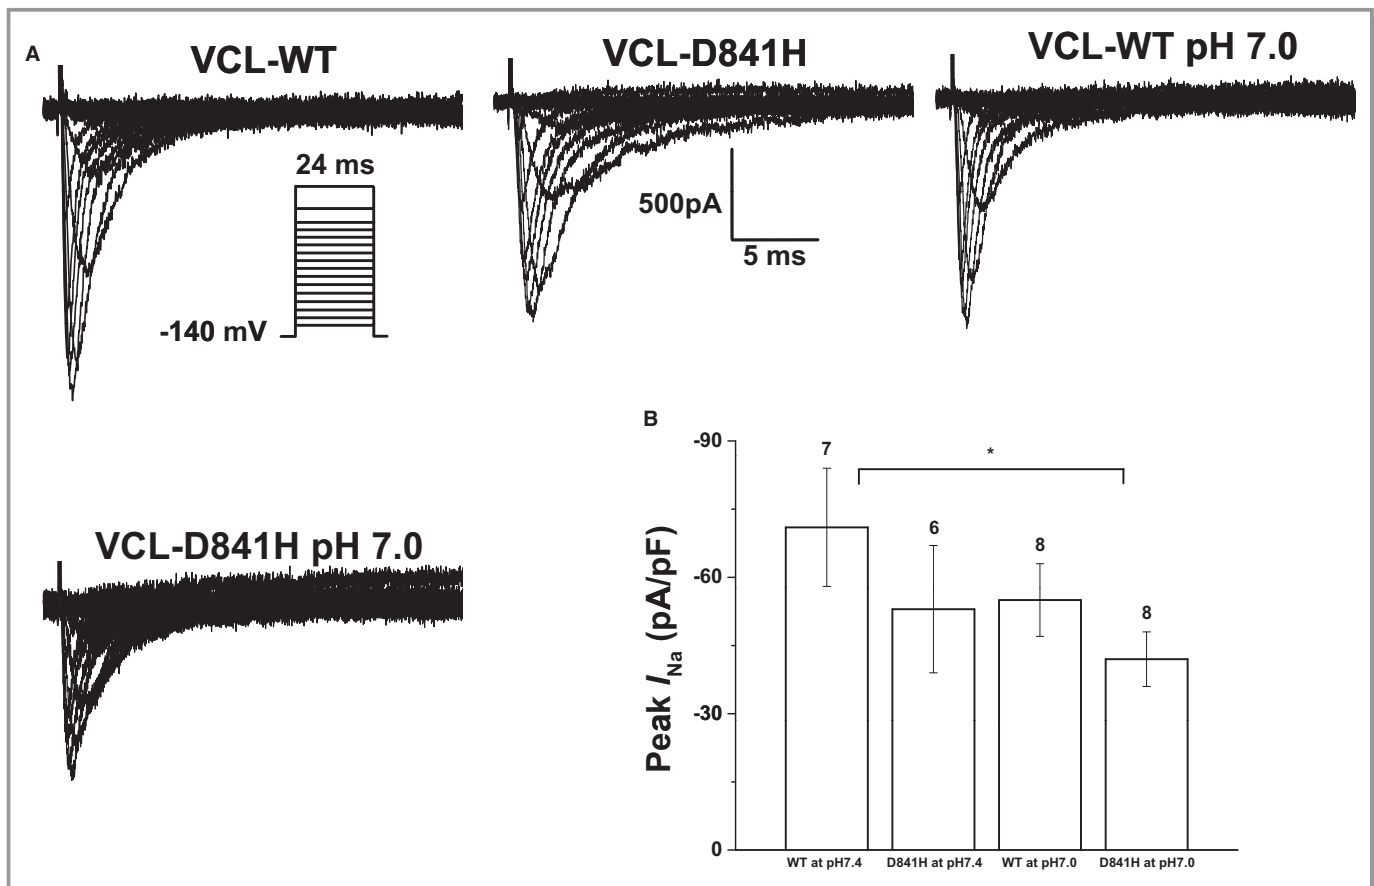 A
VCL-WT
VCL-D841H
VCL-WT pH 7.0
24 ms
-140 mV
500pA
5 ms
VCL-D841H pH 7.0
B
Peak INa (pA/pF)
-90
-60
-30
0
7
6
8
8
*
WT at pH7.4
D841H at pH7.4
WT at pH7.0
D841H at pH7.0